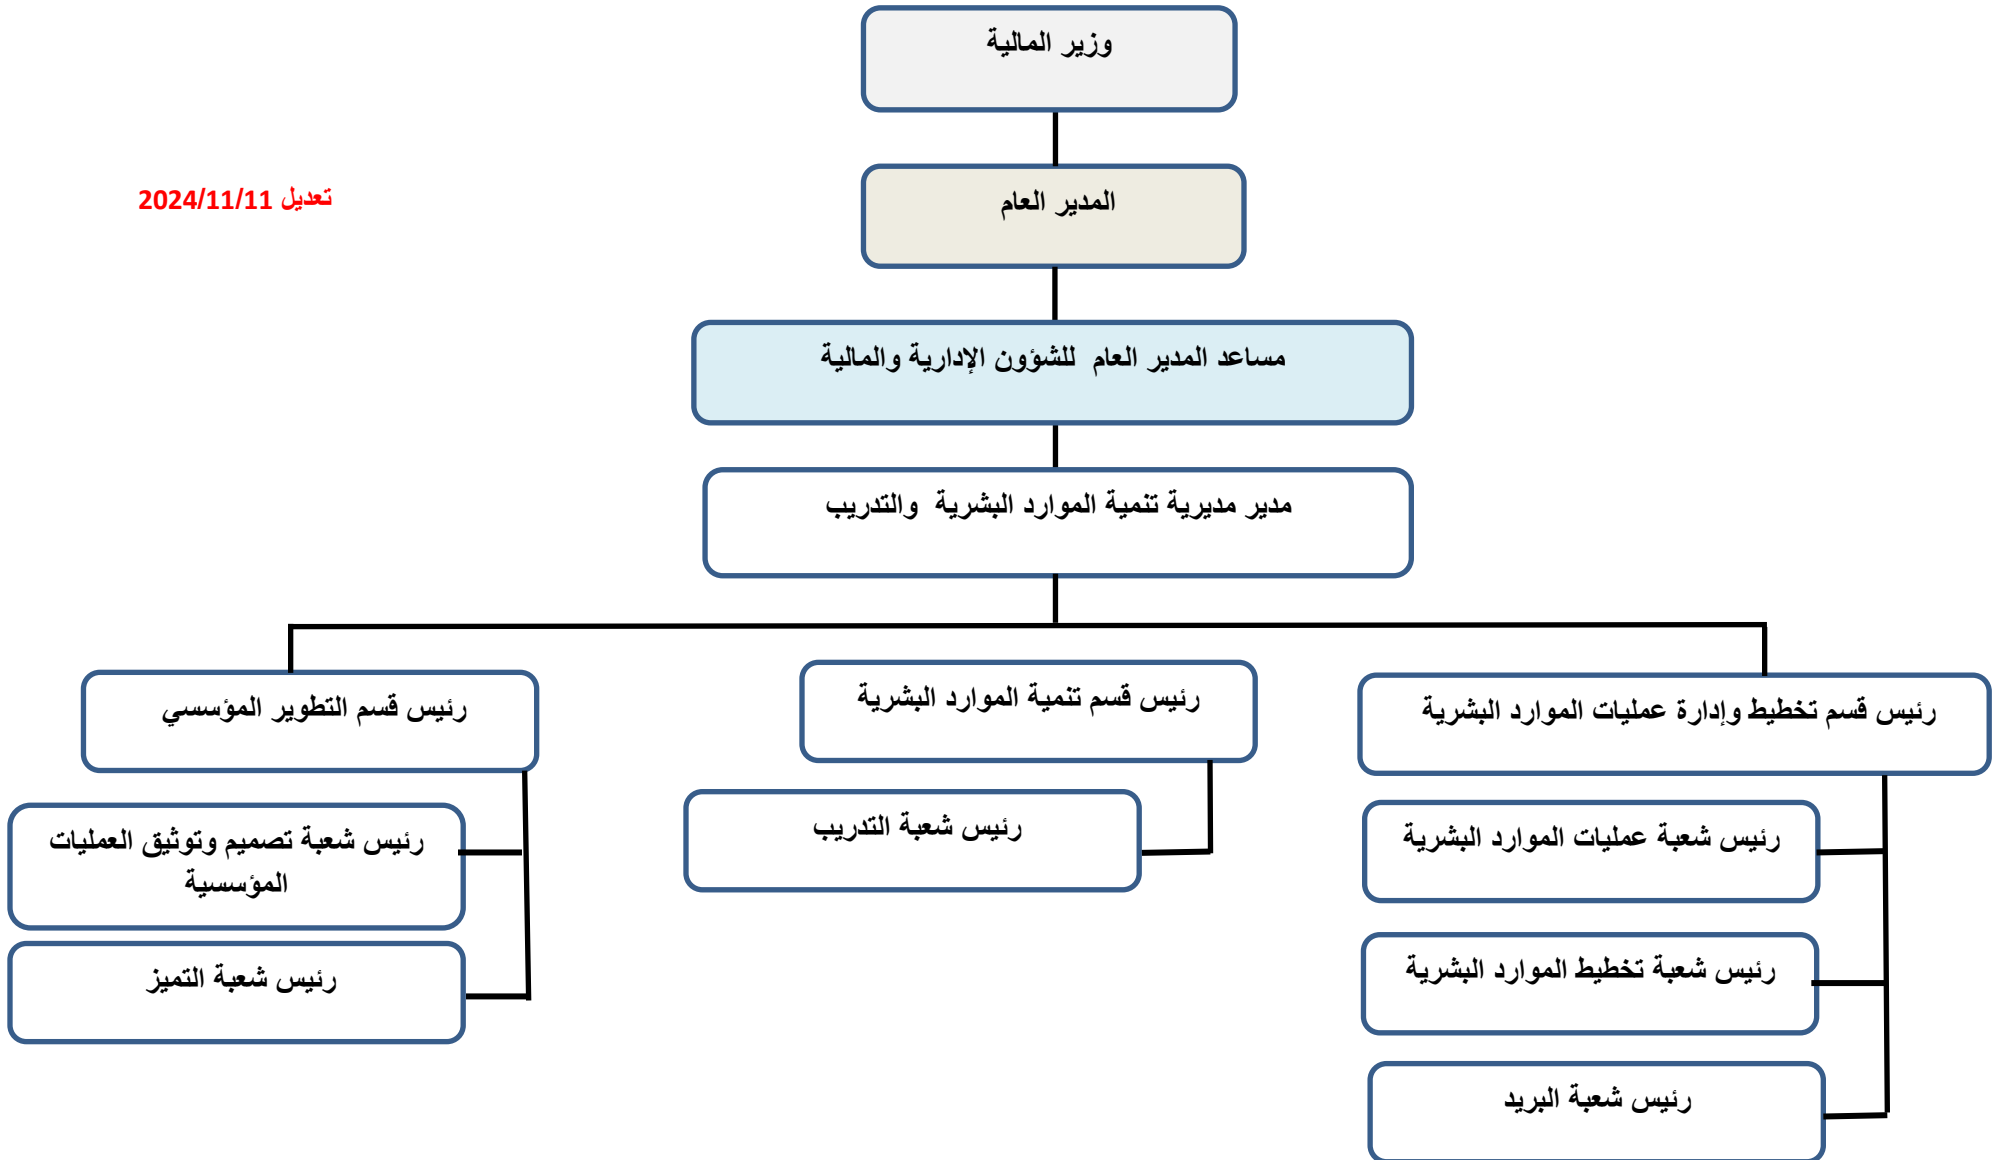 وزير المالية
تعديل 2024/11/11
المدير العام
مساعد المدير العام للشؤون الإدارية والمالية
مدير مديرية تنمية الموارد البشرية والتدريب
رئيس قسم تخطيط وإدارة عمليات الموارد البشرية
رئيس شعبة عمليات الموارد البشرية
رئيس شعبة تخطيط الموارد البشرية
رئيس شعبة البريد
رئيس قسم تنمية الموارد البشرية
رئيس شعبة التدريب
رئيس قسم التطوير المؤسسي
رئيس شعبة تصميم وتوثيق العمليات
المؤسسية
رئيس شعبة التميز